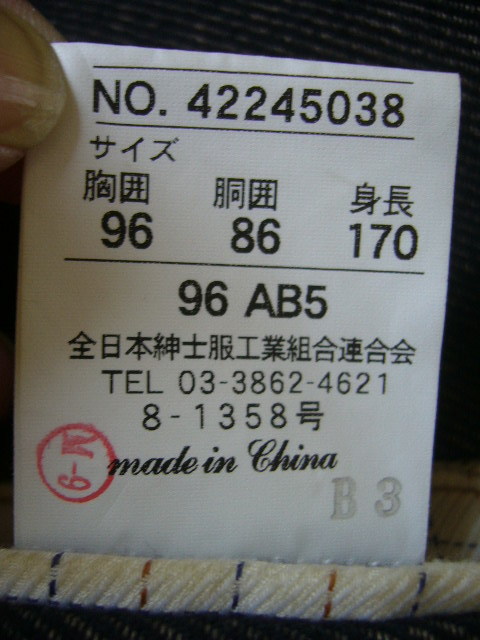 NO. 42245038
サイズ
胸囲 胴囲 身長
96 86 170
96 AB5
全日本紳士服工業組合連合会
TEL 03-3862-4621
8-1358号
made in China
B3